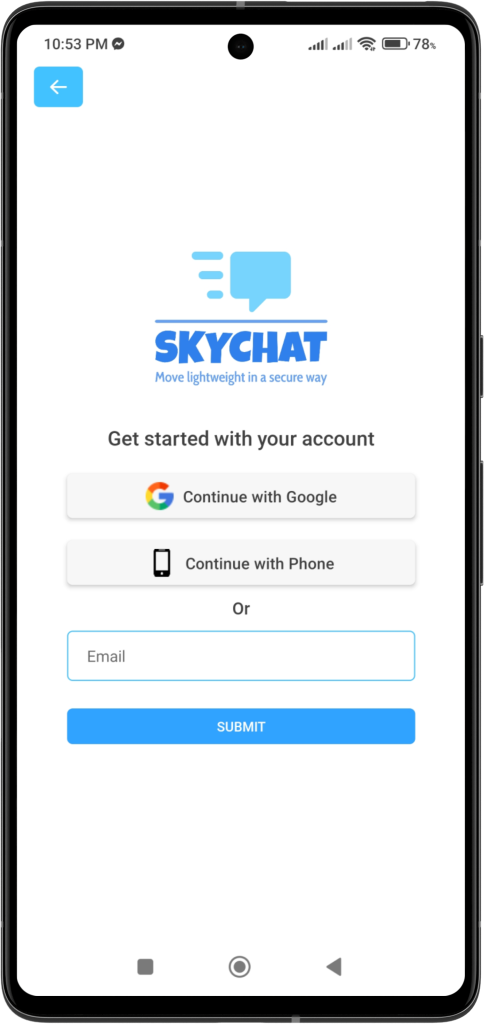 10:53 PM
78%
SKYCHAT
Move lightweight in a secure way
Get started with your account
Continue with Google
Continue with Phone
Or
Email
SUBMIT